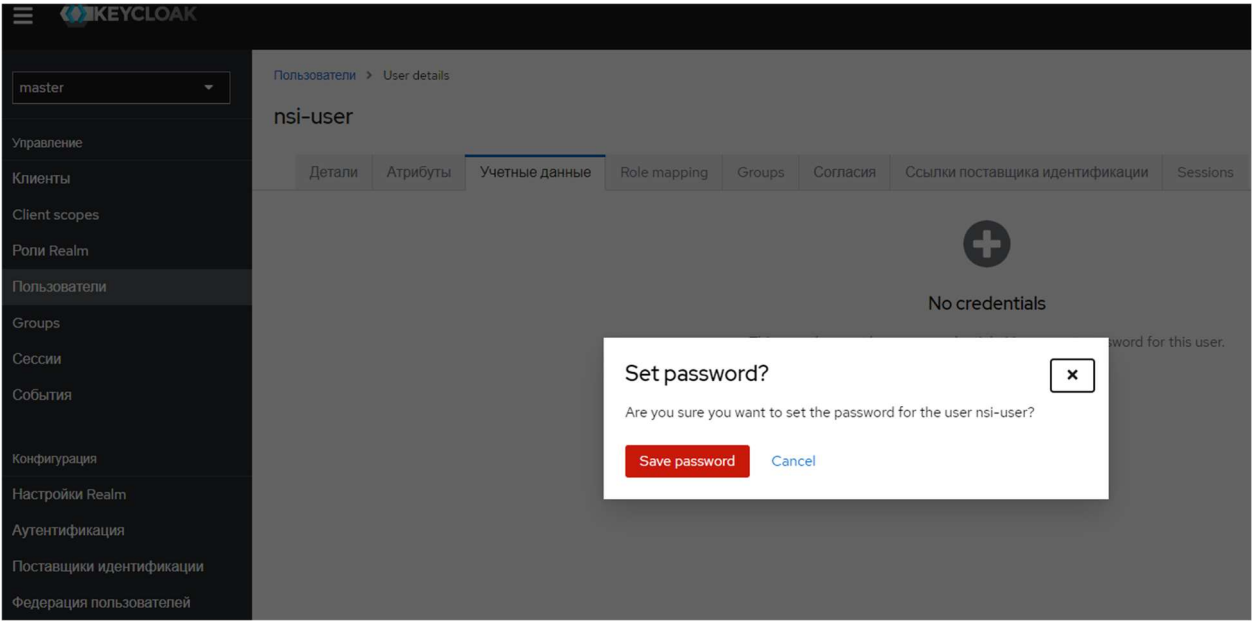 KEYCLOAK
master
Пользователи > User details
nsi-user
Управление
Детали Атрибуты Учетные данные Role mapping Groups Согласия Ссылки поставщика идентификации Sessions
Клиенты
Client scopes
Роли Realm
Пользователи
Groups
Сессии
События
Конфигурация
Настройки Realm
Аутентификация
Поставщики идентификации
Федерация пользователей
No credentials
sword for this user.
Set password?
Are you sure you want to set the password for the user nsi-user?
Save password Cancel